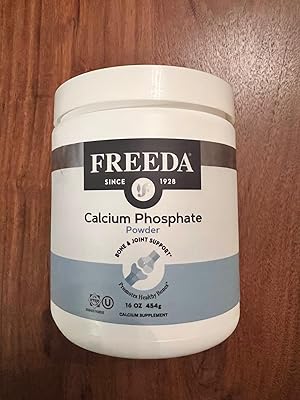 FREEDA
SINCE 1928
Calcium Phosphate
Powder
BONE & JOINT SUPPORT*
Promotes Healthy Bones*
U
16 OZ 454g
CALCIUM SUPPLEMENT